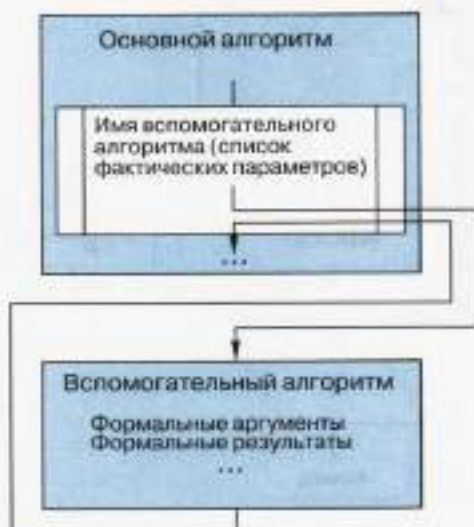 Основной алгоритм
Имя вспомогательного
алгоритма (список
фактических параметров)
...
Вспомогательный алгоритм
Формальные аргументы
Формальные результаты
...